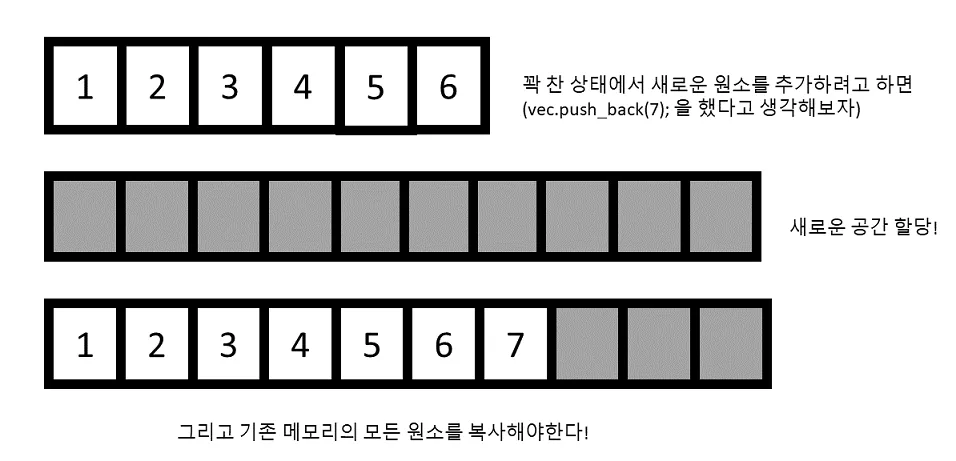 1 2 3 4 5 6
꽉 찬 상태에서 새로운 원소를 추가하려고 하면
(vec.push_back(7); 을 했다고 생각해보자)
새로운 공간 할당!
1 2 3 4 5 6 7
그리고 기존 메모리의 모든 원소를 복사해야한다!